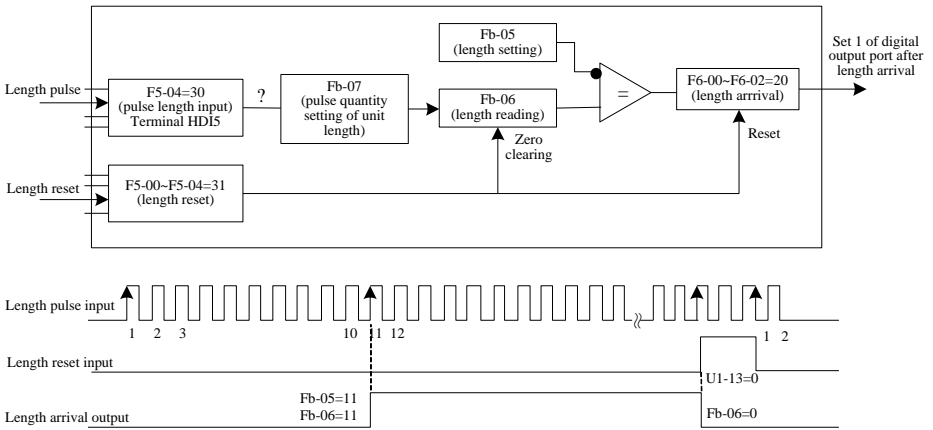 Fb-05
(length setting)
Set 1 of digital
output port after
length arrival
Length pulse
F5-04=30
(pulse length input)
Terminal HDI5
?
Fb-07
(pulse quantity
setting of unit
length)
Fb-06
(length reading)
=
F6-00~F6-02=20
(length arrrival)
Zero
clearing
Reset
Length reset
F5-00~F5-04=31
(length reset)
Length pulse input
1 2 3 10 11 12 1 2
Length reset input
U1-13=0
Fb-05=11
Fb-06=11
Fb-06=0
Length arrival output